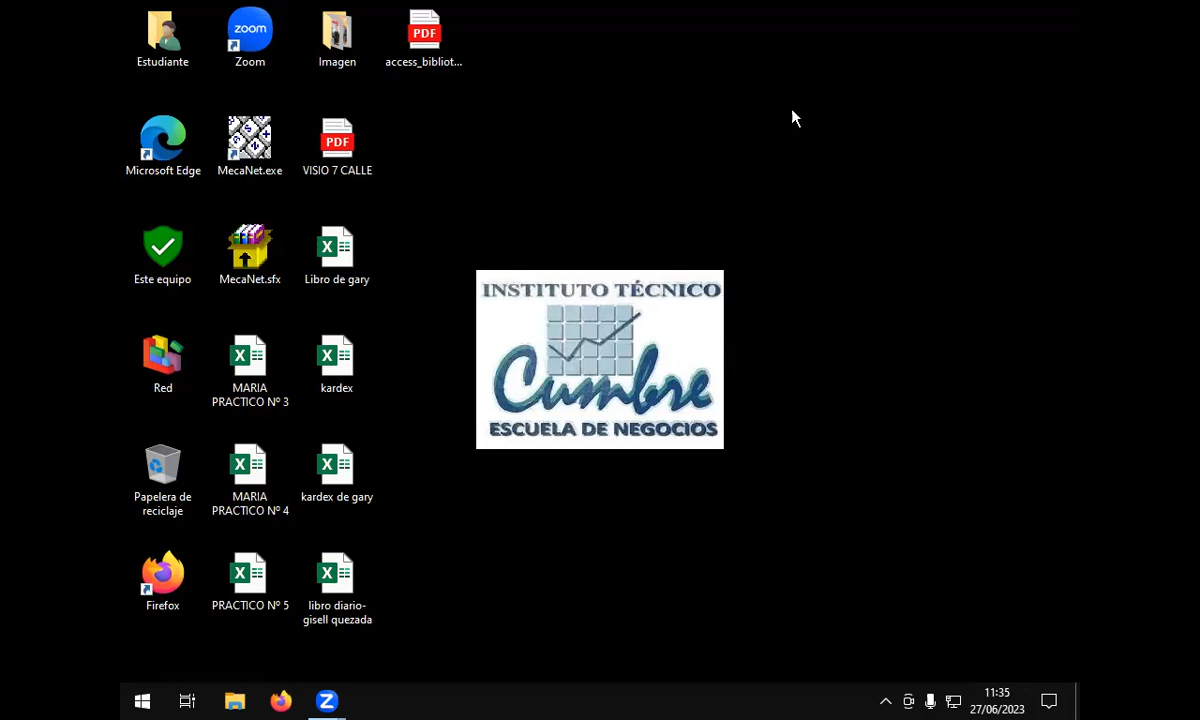 Estudiante
zoom
Zoom
Imagen
PDF
access_bibliot...
Microsoft Edge
MecaNet.exe
PDF
VISIO 7 CALLE
Este equipo
MecaNet.sfx
X
Libro de gary
Red
X
MARIA
PRACTICO Nº 3
X
kardex
Papelera de
reciclaje
X
MARIA
PRACTICO Nº 4
X
kardex de gary
Firefox
X
PRACTICO Nº 5
X
libro diario-
gisell quezada
INSTITUTO TÉCNICO
Cumbre
ESCUELA DE NEGOCIOS
Z
11:35
27/06/2023